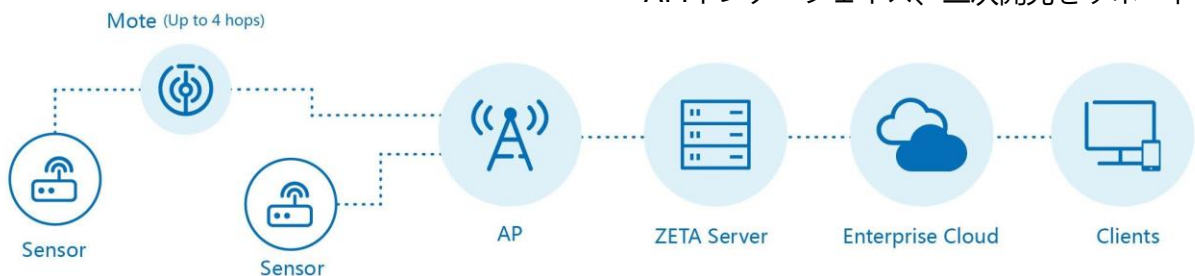 Mote (Up to 4 hops)
Sensor
Sensor
AP
ZETA Server
Enterprise Cloud
Clients